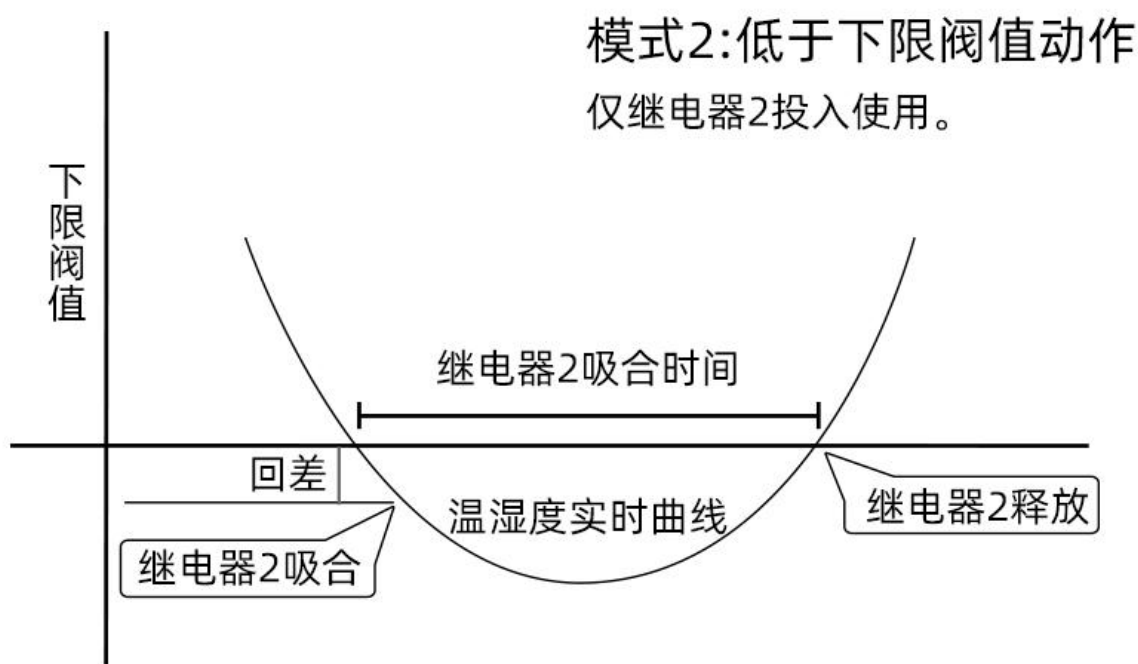 模式2:低于下限阀值动作
仅继电器2投入使用。
下限阀值
继电器2吸合时间
回差
温湿度实时曲线
继电器2释放
继电器2吸合